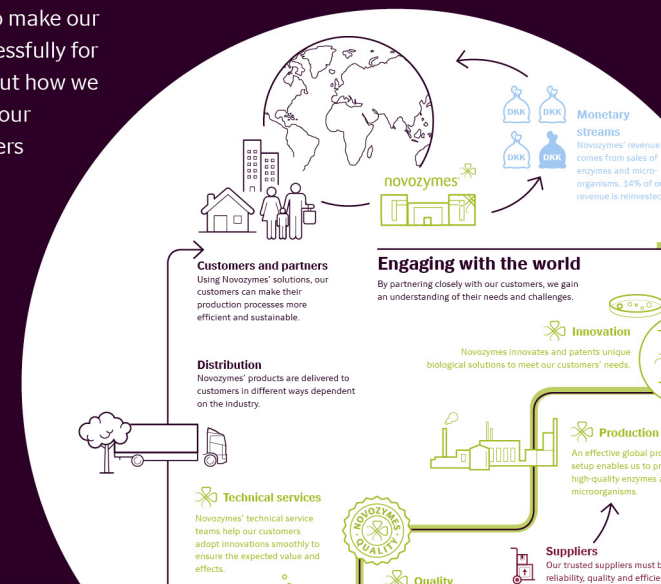 o make our
essfully for
ut how we
our
ers
DKK
DKK
DKK
DKK
Monetary
streams
Novozymes' revenue
comes from sales of
enzymes and micro-
organisms. 14% of o
revenue is reinvested
novozymes
Customers and partners
Using Novozymes' solutions, our
customers can make their
production processes more
efficient and sustainable.
Engaging with the world
By partnering closely with our customers, we gain
an understanding of their needs and challenges.
Innovation
Novozymes innovates and patents unique
biological solutions to meet our customers' needs.
Distribution
Novozymes' products are delivered to
customers in different ways dependent
on the industry.
Production
An effective global pro
setup enables us to pr
high-quality enzymes a
microorganisms.
Technical services
Novozymes' technical service
teams help our customers
adopt innovations smoothly to
ensure the expected value and
effects.
NOVOZYMES
QUALITY
Quality
Suppliers
Our trusted suppliers must b
reliability, quality and efficie